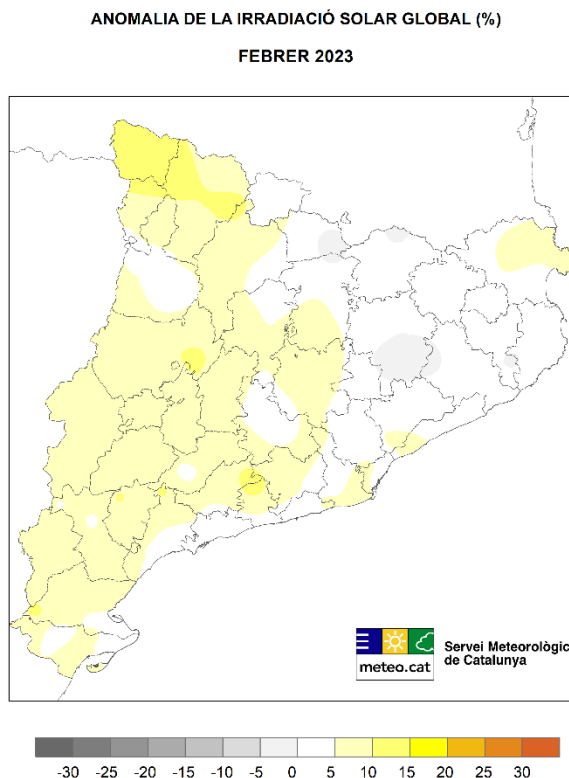 ANOMALIA DE LA IRRADIACIÓ SOLAR GLOBAL (%)
FEBRER 2023
meteo.cat
Servei Meteorològic
de Catalunya
-30 -25 -20 -15 -10 -5 0 5 10 15 20 25 30